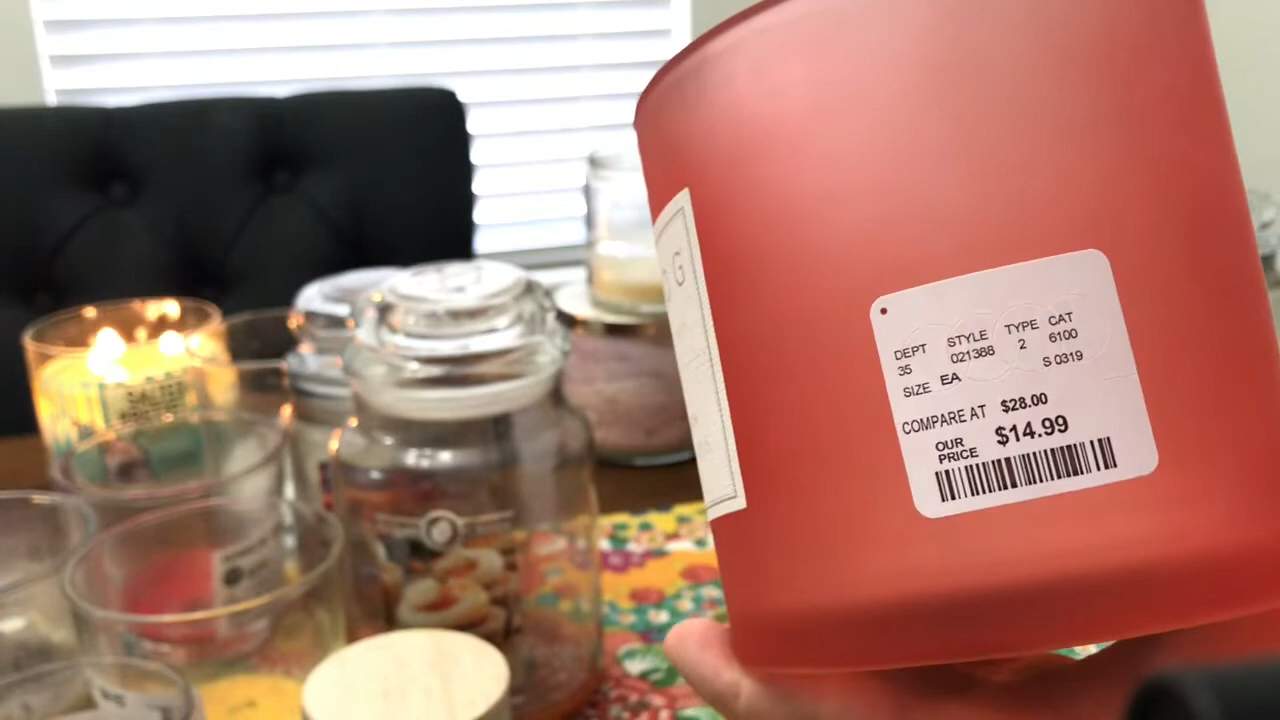 G
DEPT STYLE TYPE CAT
35 021388 2 6100
SIZE EA S 0319
COMPARE AT $28.00
OUR PRICE $14.99